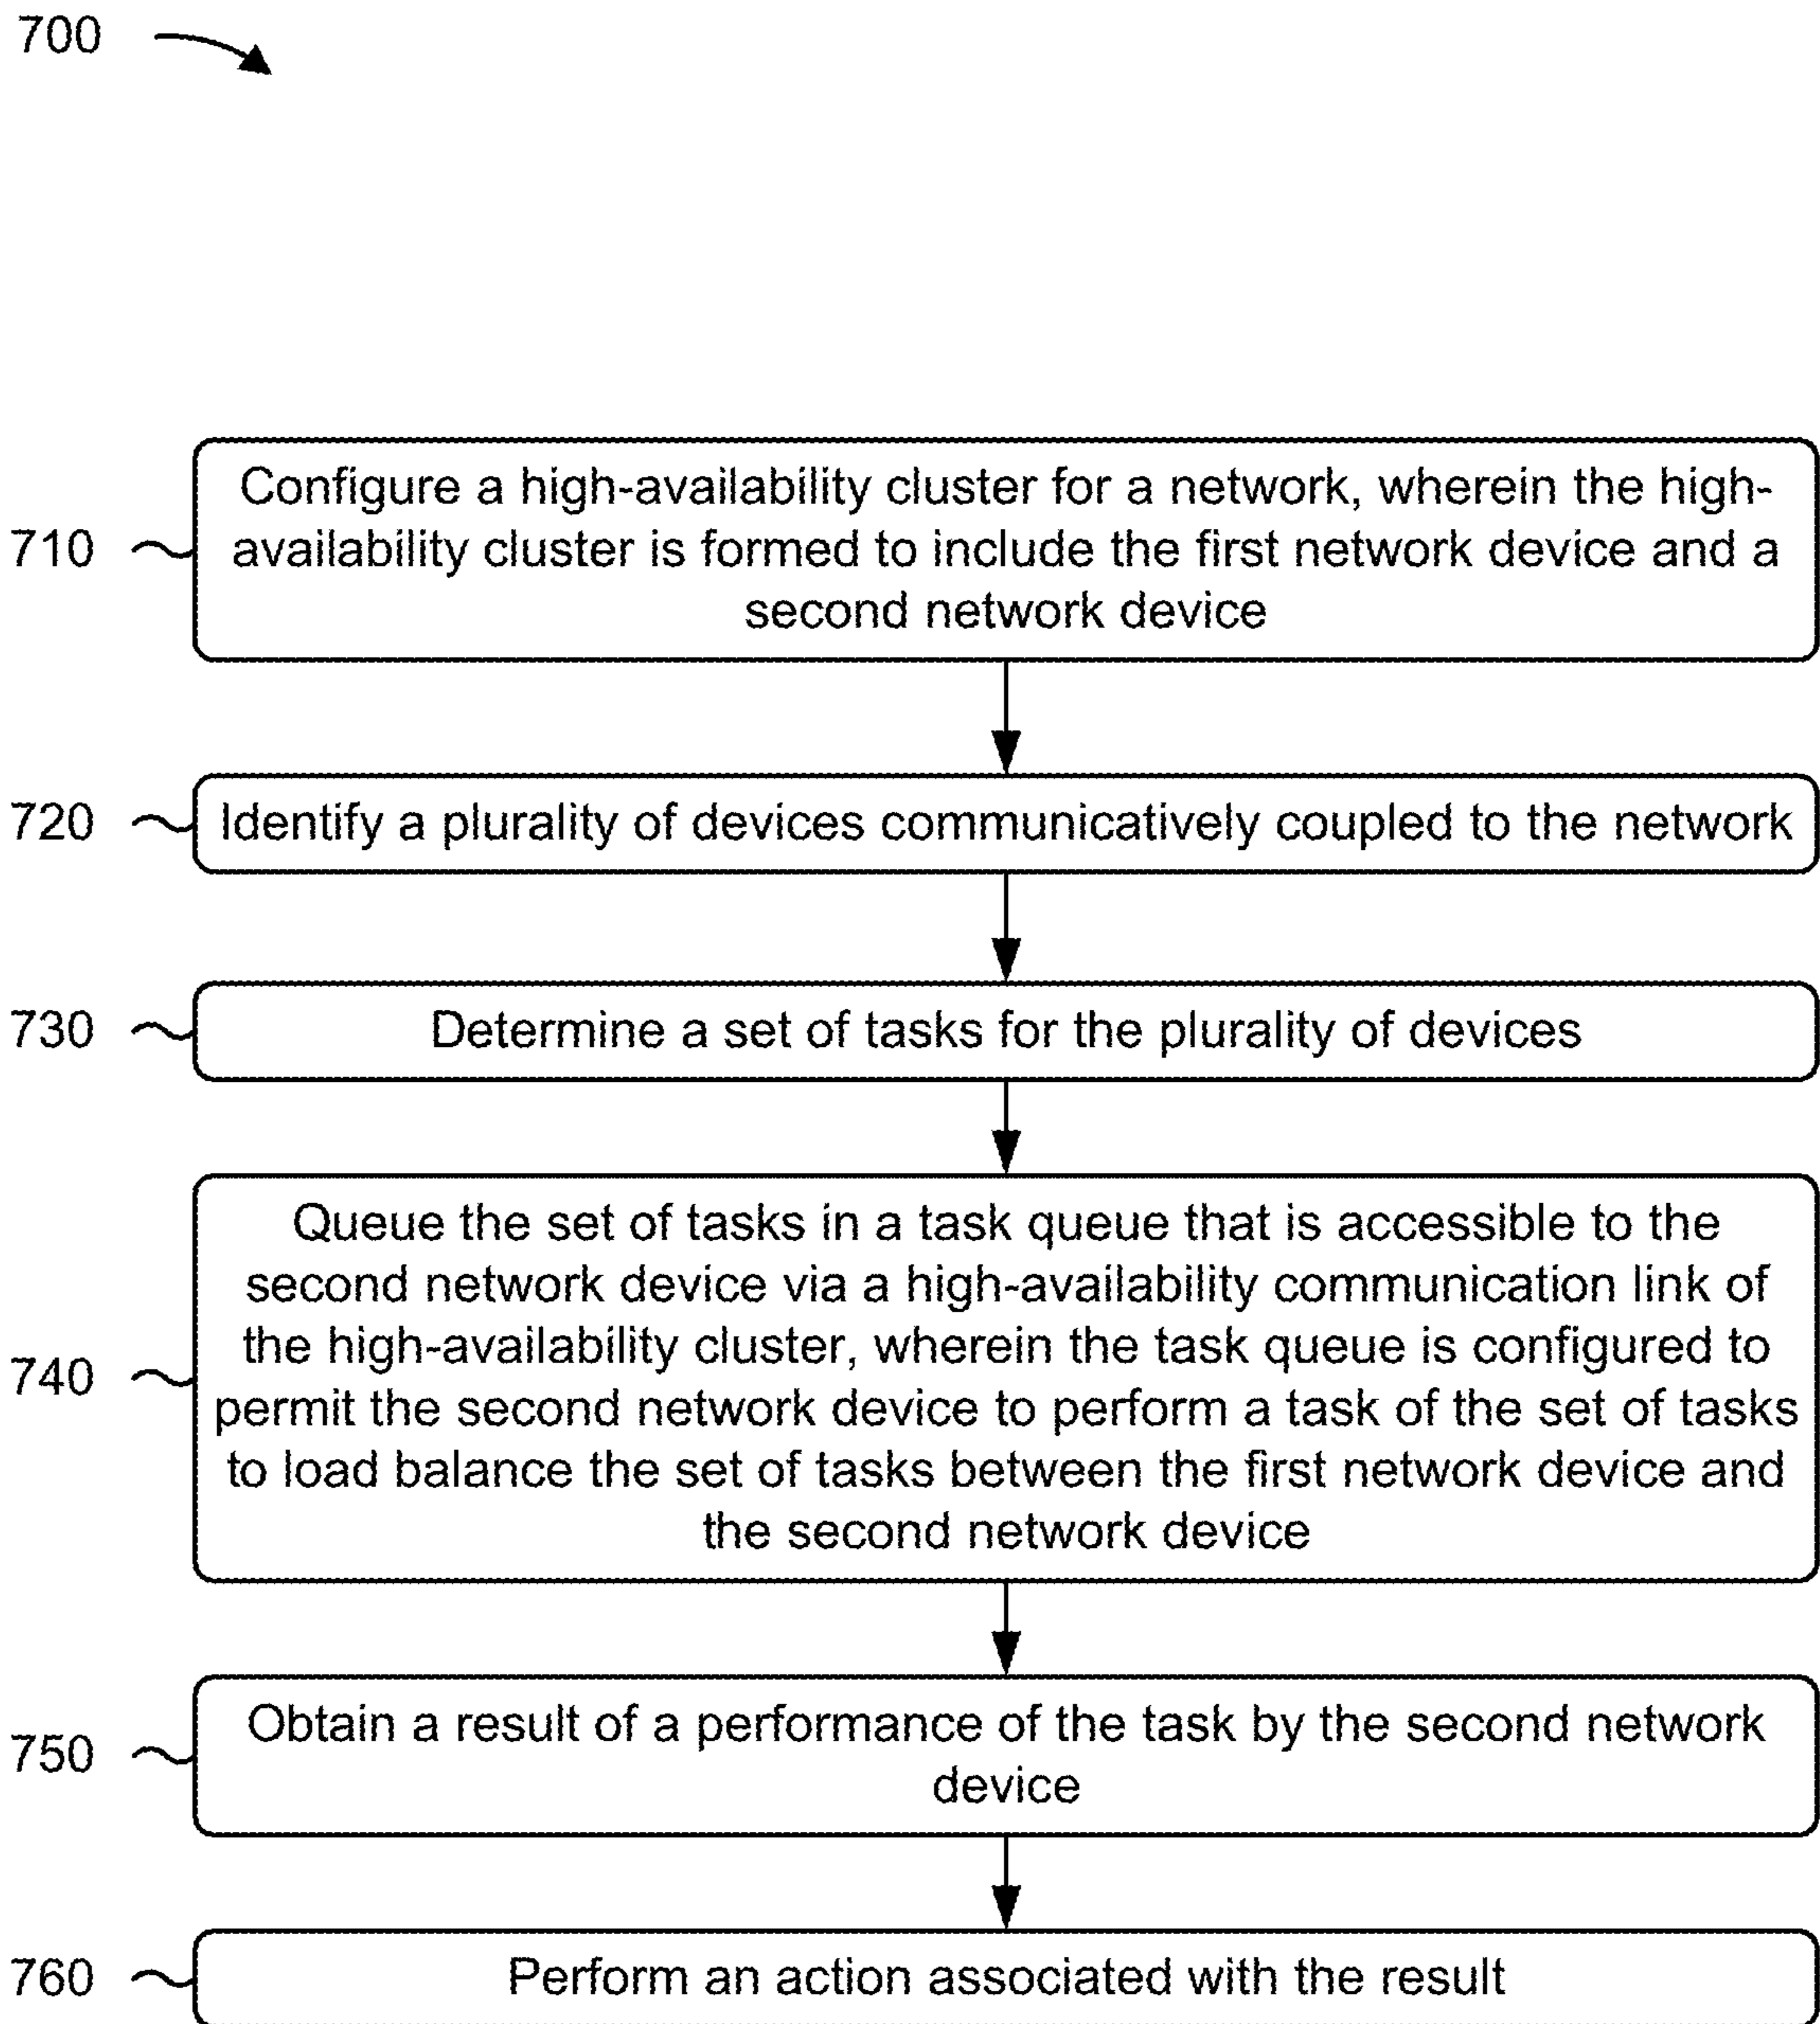 700
710
Configure a high-availability cluster for a network, wherein the high-
availability cluster is formed to include the first network device and a
second network device
720
Identify a plurality of devices communicatively coupled to the network
730
Determine a set of tasks for the plurality of devices
740
Queue the set of tasks in a task queue that is accessible to the
second network device via a high-availability communication link of
the high-availability cluster, wherein the task queue is configured to
permit the second network device to perform a task of the set of tasks
to load balance the set of tasks between the first network device and
the second network device
750
Obtain a result of a performance of the task by the second network
device
760
Perform an action associated with the result